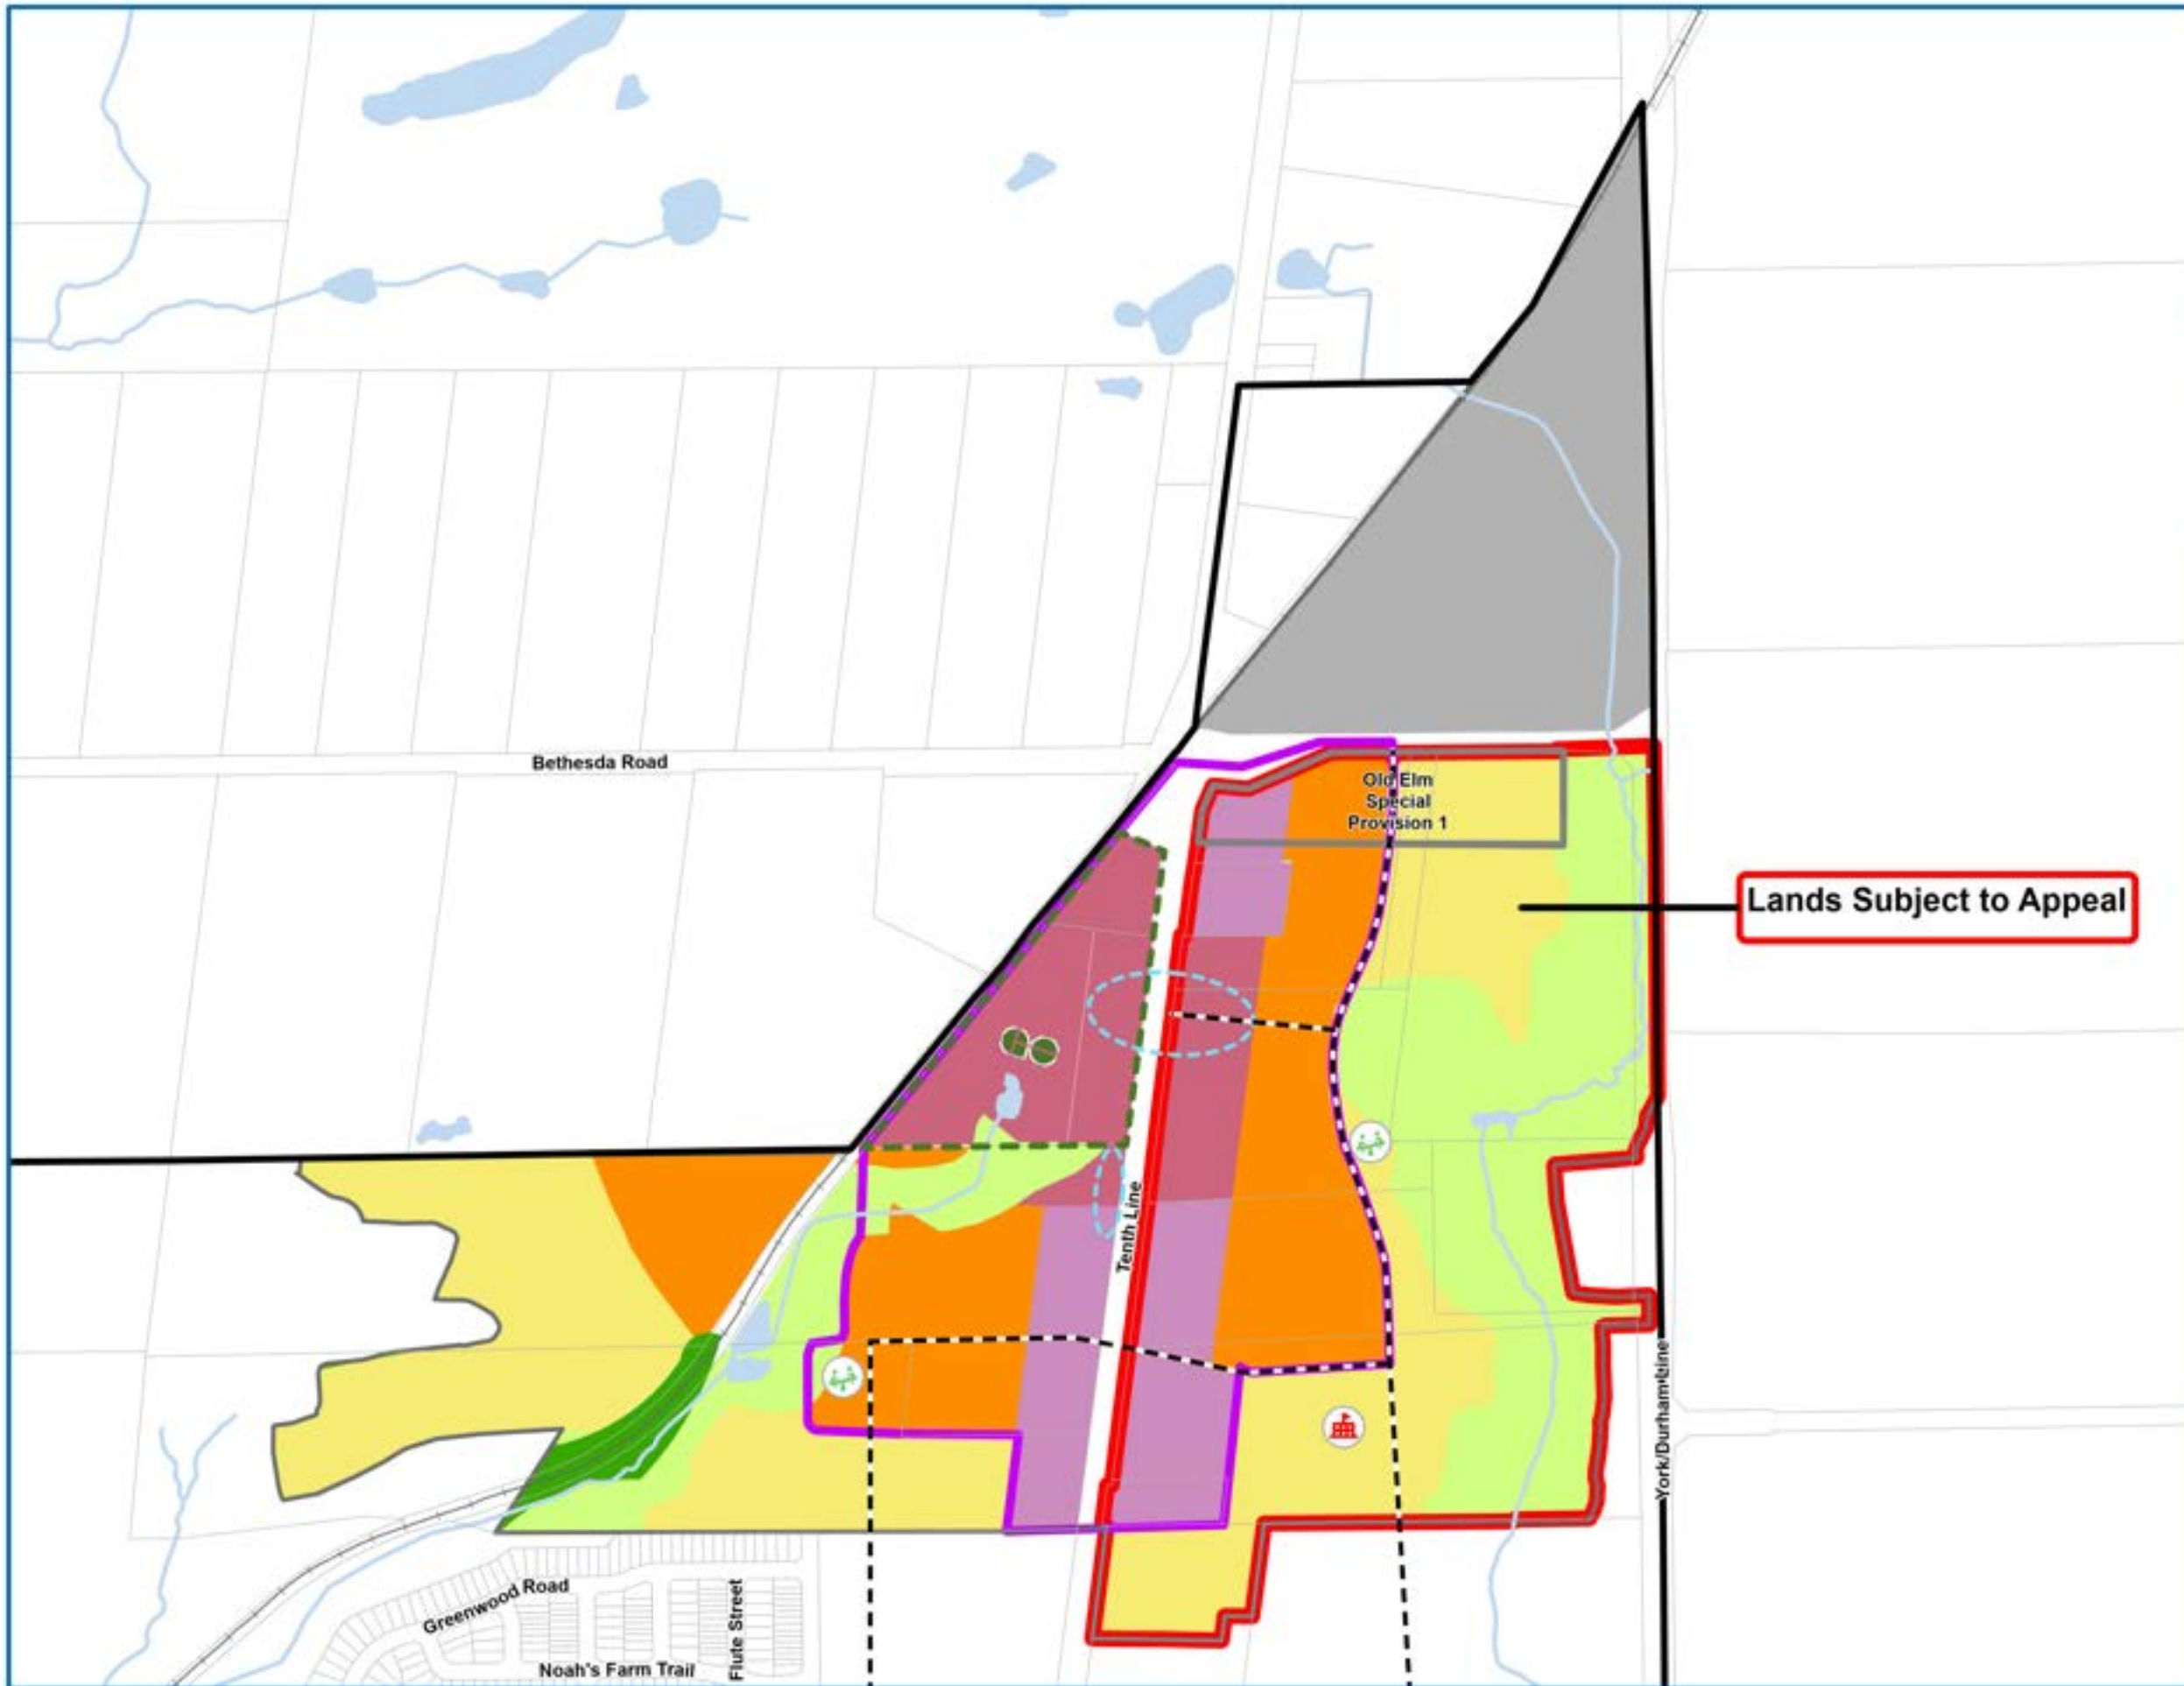 Bethesda Road
Old Elm
Special
Provision 1
Lands Subject to Appeal
Tenth Line
York/Durham Line
Greenwood Road
Flute Street
Noah's Farm Trail